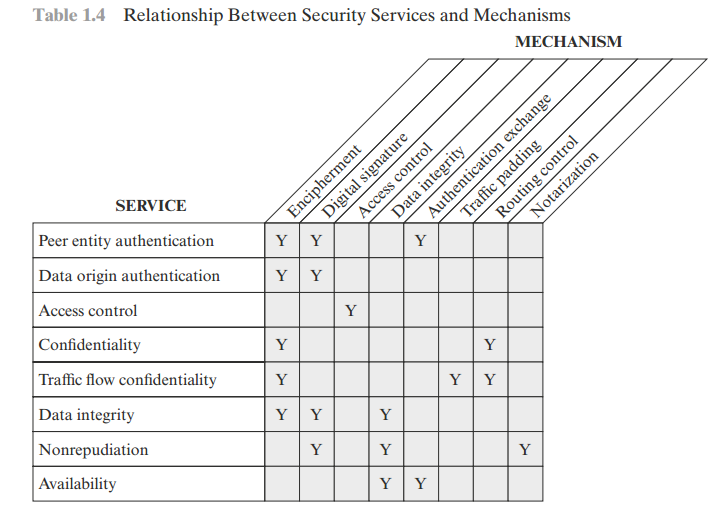 Table 1.4 Relationship Between Security Services and Mechanisms
MECHANISM
Encipherment
Digital signature
Access control
Data integrity
Authentication exchange
Traffic padding
Routing control
Notarization
SERVICE
Peer entity authentication Y Y Y
Data origin authentication Y Y
Access control Y
Confidentiality Y Y
Traffic flow confidentiality Y Y Y
Data integrity Y Y Y
Nonrepudiation Y Y Y
Availability Y Y